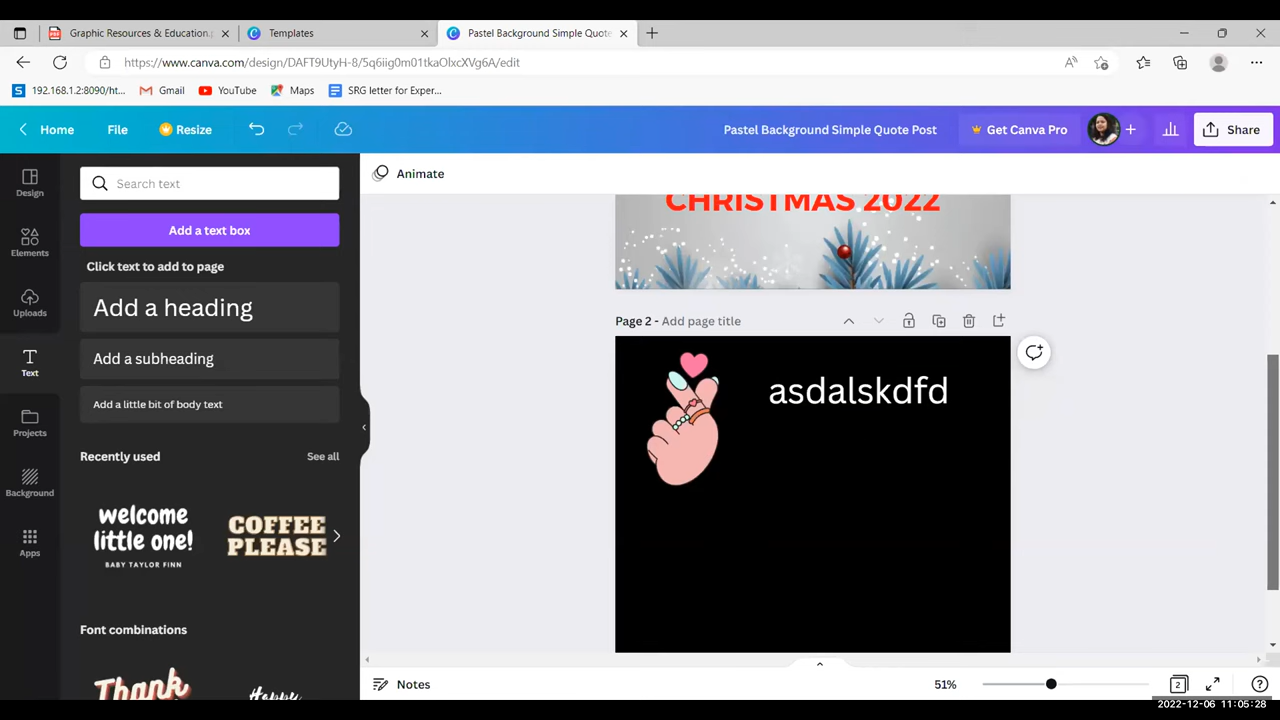 Graphic Resources & Education.p
Templates
Pastel Background Simple Quote
https://www.canva.com/design/DAFT9UtyH-8/5q6iig0m01tkaOlxcXVg6A/edit
192.168.1.2:8090/ht...
Gmail
YouTube
Maps
SRG letter for Exper...
Home
File
Resize
Pastel Background Simple Quote Post
Get Canva Pro
Share
Design
Elements
Uploads
Text
Projects
Background
Apps
Search text
Add a text box
Click text to add to page
Add a heading
Add a subheading
Add a little bit of body text
Recently used
See all
welcome
little one!
BABY TAYLOR FINN
COFFEE
PLEASE
Font combinations
Thank
Happy
Animate
CHRISTMAS 2022
Page 2 - Add page title
asdalskdfd
Notes
51%
2
2022-12-06 11:05:28